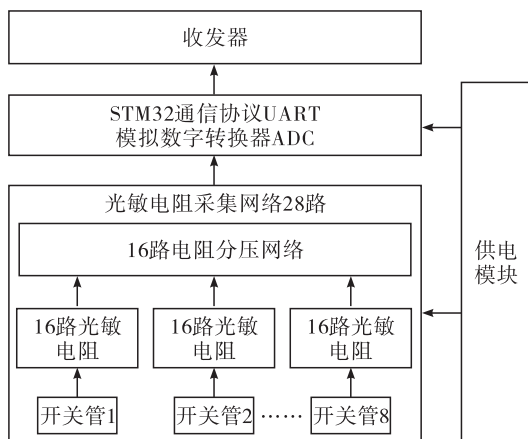 收发器
STM32通信协议UART
模拟数字转换器ADC
光敏电阻采集网络28路
16路电阻分压网络
供电
模块
16路光敏
电阻
16路光敏
电阻
16路光敏
电阻
开关管1
开关管2
……
开关管8